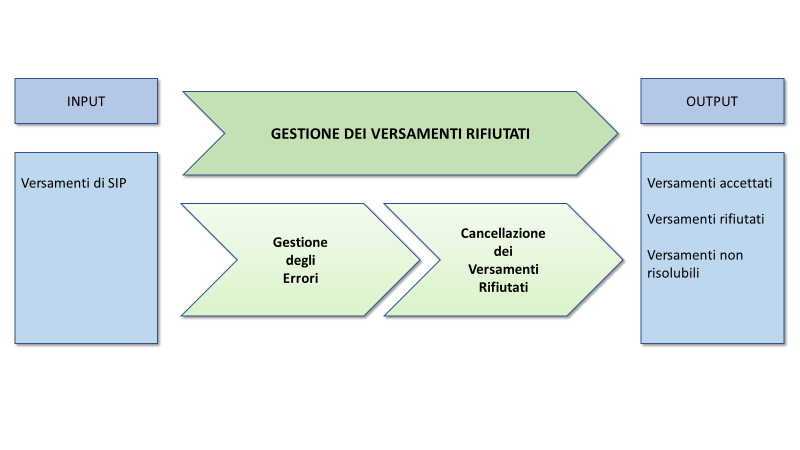 INPUT
GESTIONE DEI VERSAMENTI RIFIUTATI
OUTPUT
Versamenti di SIP
Gestione
degli
Errori
Cancellazione
dei
Versamenti
Rifiutati
Versamenti accettati
Versamenti rifiutati
Versamenti non
risolubili